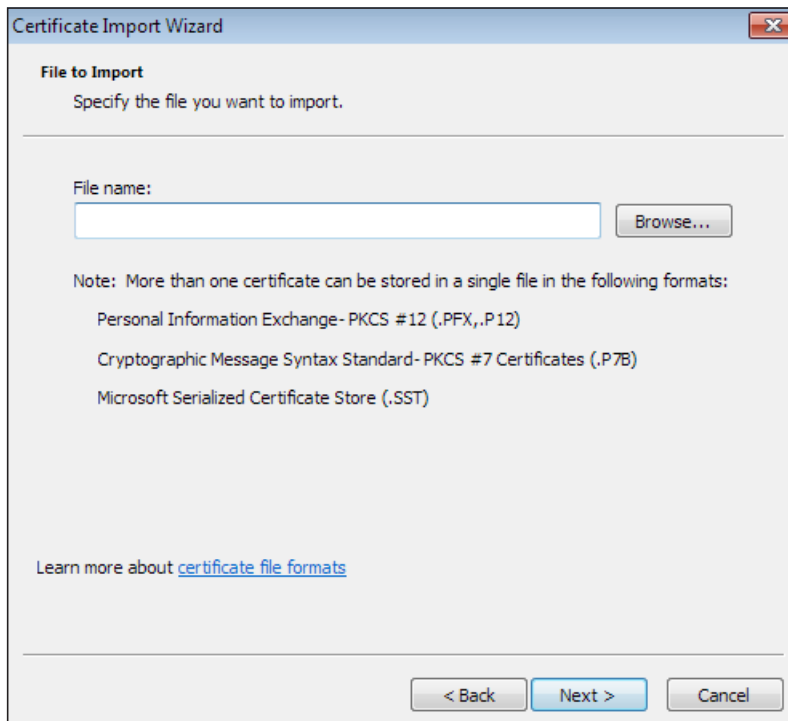 Certificate Import Wizard
File to Import
Specify the file you want to import.
File name:
Browse...
Note:  More than one certificate can be stored in a single file in the following formats:
Personal Information Exchange- PKCS #12 (.PFX,.P12)
Cryptographic Message Syntax Standard- PKCS #7 Certificates (.P7B)
Microsoft Serialized Certificate Store (.SST)
Learn more about certificate file formats
< Back Next > Cancel